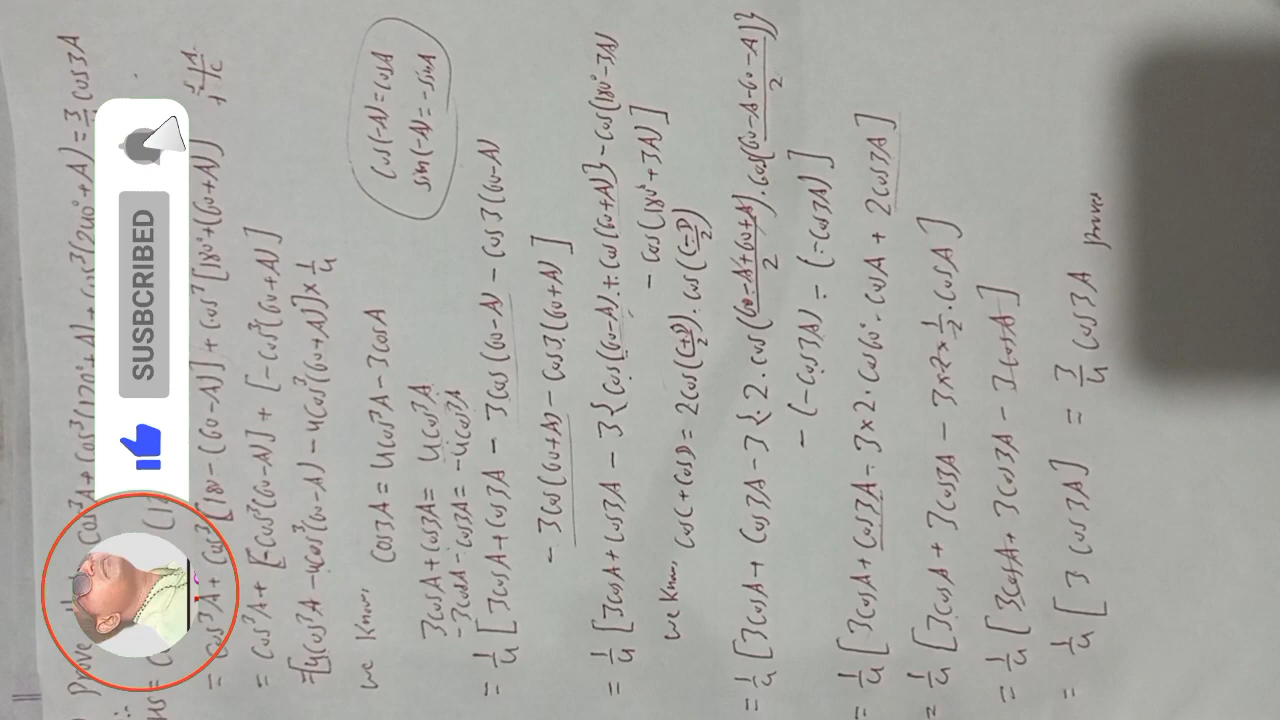 Prove cos³A + cos³(120°+A) + cos³(240°+A) = 3/4 cos3A
= cos³A + cos³[180-(60-A)] + cos³[180°+(60+A)]
= cos³A + [-cos³(60-A)] + [-cos³(60+A)]
=[4cos³A - 4cos³(60-A) - 4cos³(60+A)] × 1/4
we know cos3A = 4cos³A - 3cosA
cos(-A) = cosA
sin(-A) = -sinA
3cosA + cos3A = 4cos³A
-3cosA - cos3A = -4cos³A
= 1/4 [3cosA + cos3A - 3cos(60-A) - cos3(60-A)
- 3cos(60+A) - cos3(60+A)]
= 1/4 [3cosA + cos3A - 3{cos(60-A) + cos(60+A)} - cos(180°-3A)
- cos(180°+3A)]
we know cosC + cosD = 2cos((C+D)/2) · cos((C-D)/2)
= 1/4 [3cosA + cos3A - 3{2·cos((60-A+60+A)/2)·cos((60-A-60-A)/2)}
- (-cos3A) - (-cos3A)]
= 1/4 [3cosA + cos3A - 3×2·cos60°·cosA + 2cos3A]
= 1/4 [3cosA + 3cos3A - 3×2×1/2·cosA]
= 1/4 [3cosA + 3cos3A - 3cosA]
= 1/4 [3 cos3A] = 3/4 cos3A proves
SUSBCRIBED